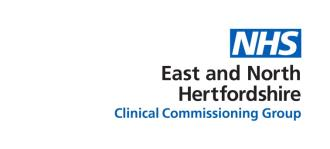 NHS
East and North
Hertfordshire
Clinical Commissioning Group